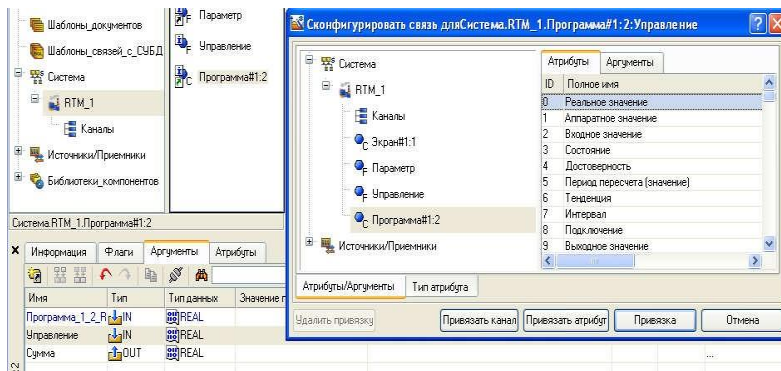 Шаблоны_документов
Шаблоны_связей_с_СУБД
Система
RTM_1
Каналы
Источники/Приемники
Библиотеки_компонентов
Параметр
Управление
Программа#1:2
Система.RTM_1.Программа#1:2
Информация Флаги Аргументы Атрибуты
Имя Тип Тип данных Значение
Программа_1_2_R IN REAL
Управление IN REAL
Сумма OUT REAL
...
Сконфигурировать связь дляСистема.RTM_1.Программа#1:2:Управление
Система
RTM_1
Каналы
Экран#1:1
Параметр
Управление
Программа#1:2
Источники/Приемники
Атрибуты/Аргументы Тип атрибута
Атрибуты Аргументы
ID Полное имя
0 Реальное значение
1 Аппаратное значение
2 Входное значение
3 Состояние
4 Достоверность
5 Период пересчета (значение)
6 Тенденция
7 Интервал
8 Подключение
9 Выходное значение
Удалить привязку Привязать канал Привязать атрибут Привязка Отмена